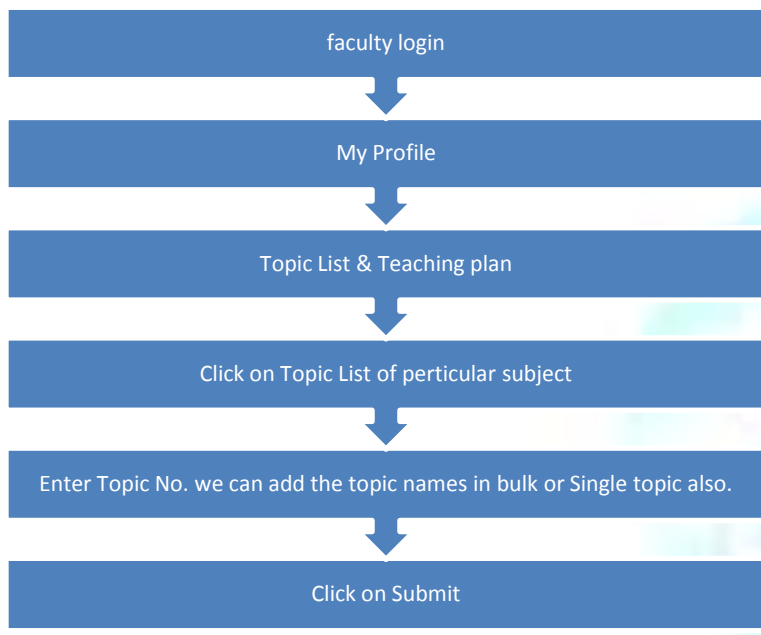 faculty login
My Profile
Topic List & Teaching plan
Click on Topic List of perticular subject
Enter Topic No. we can add the topic names in bulk or Single topic also.
Click on Submit